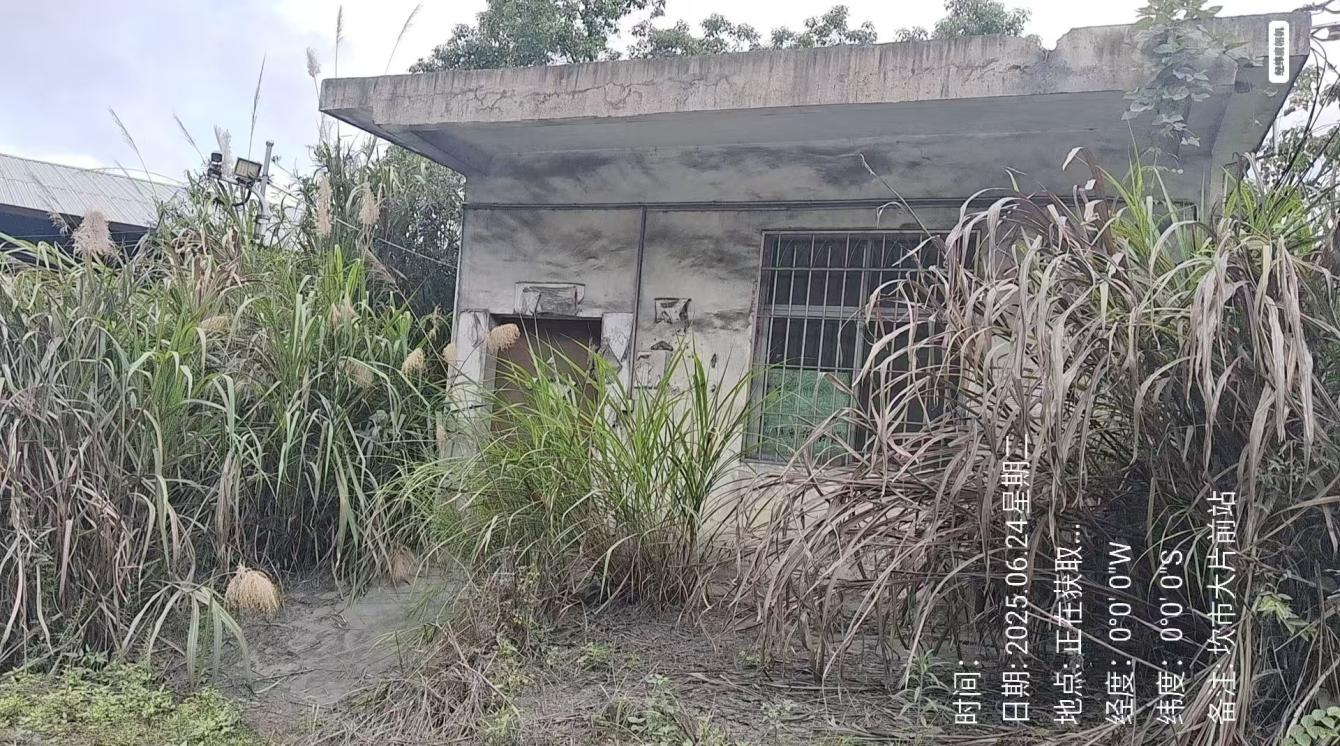 时间：
日期: 2025.06.24星期二
地点: 正在获取...
经度: 0°0' 0"W
纬度: 0°0' 0"S
备注: 坎市大片前站